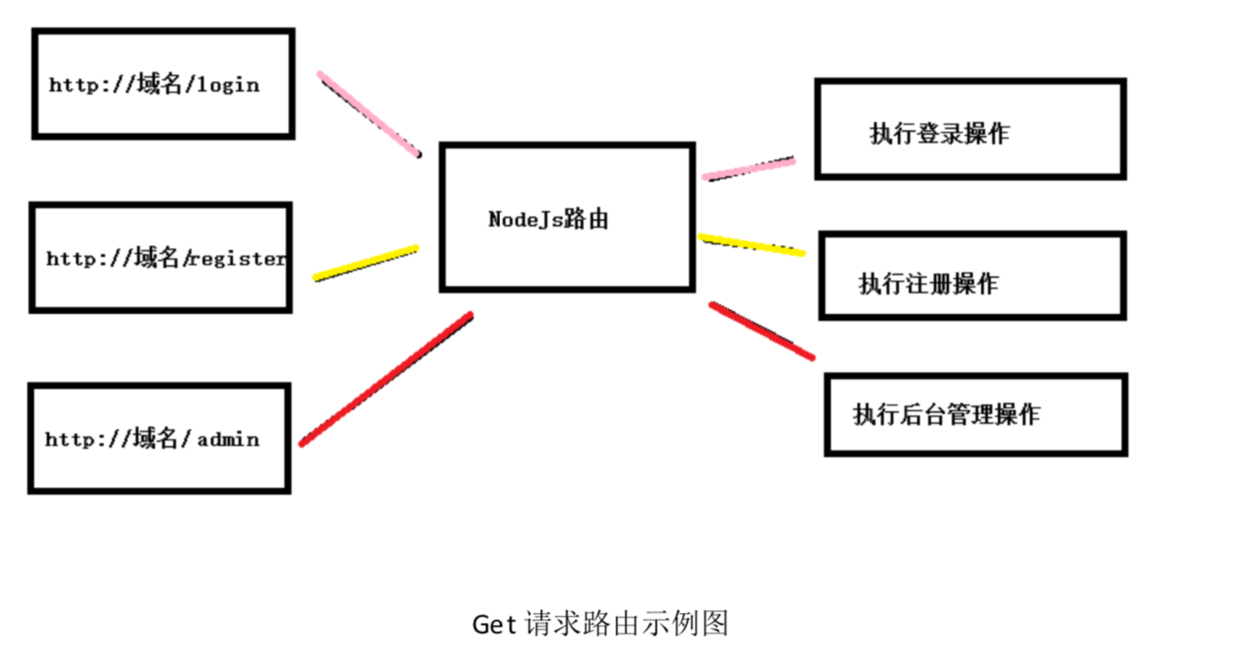 http://域名/login
执行登录操作
NodeJs路由
http://域名/register
执行注册操作
http://域名/admin
执行后台管理操作
Get 请求路由示例图